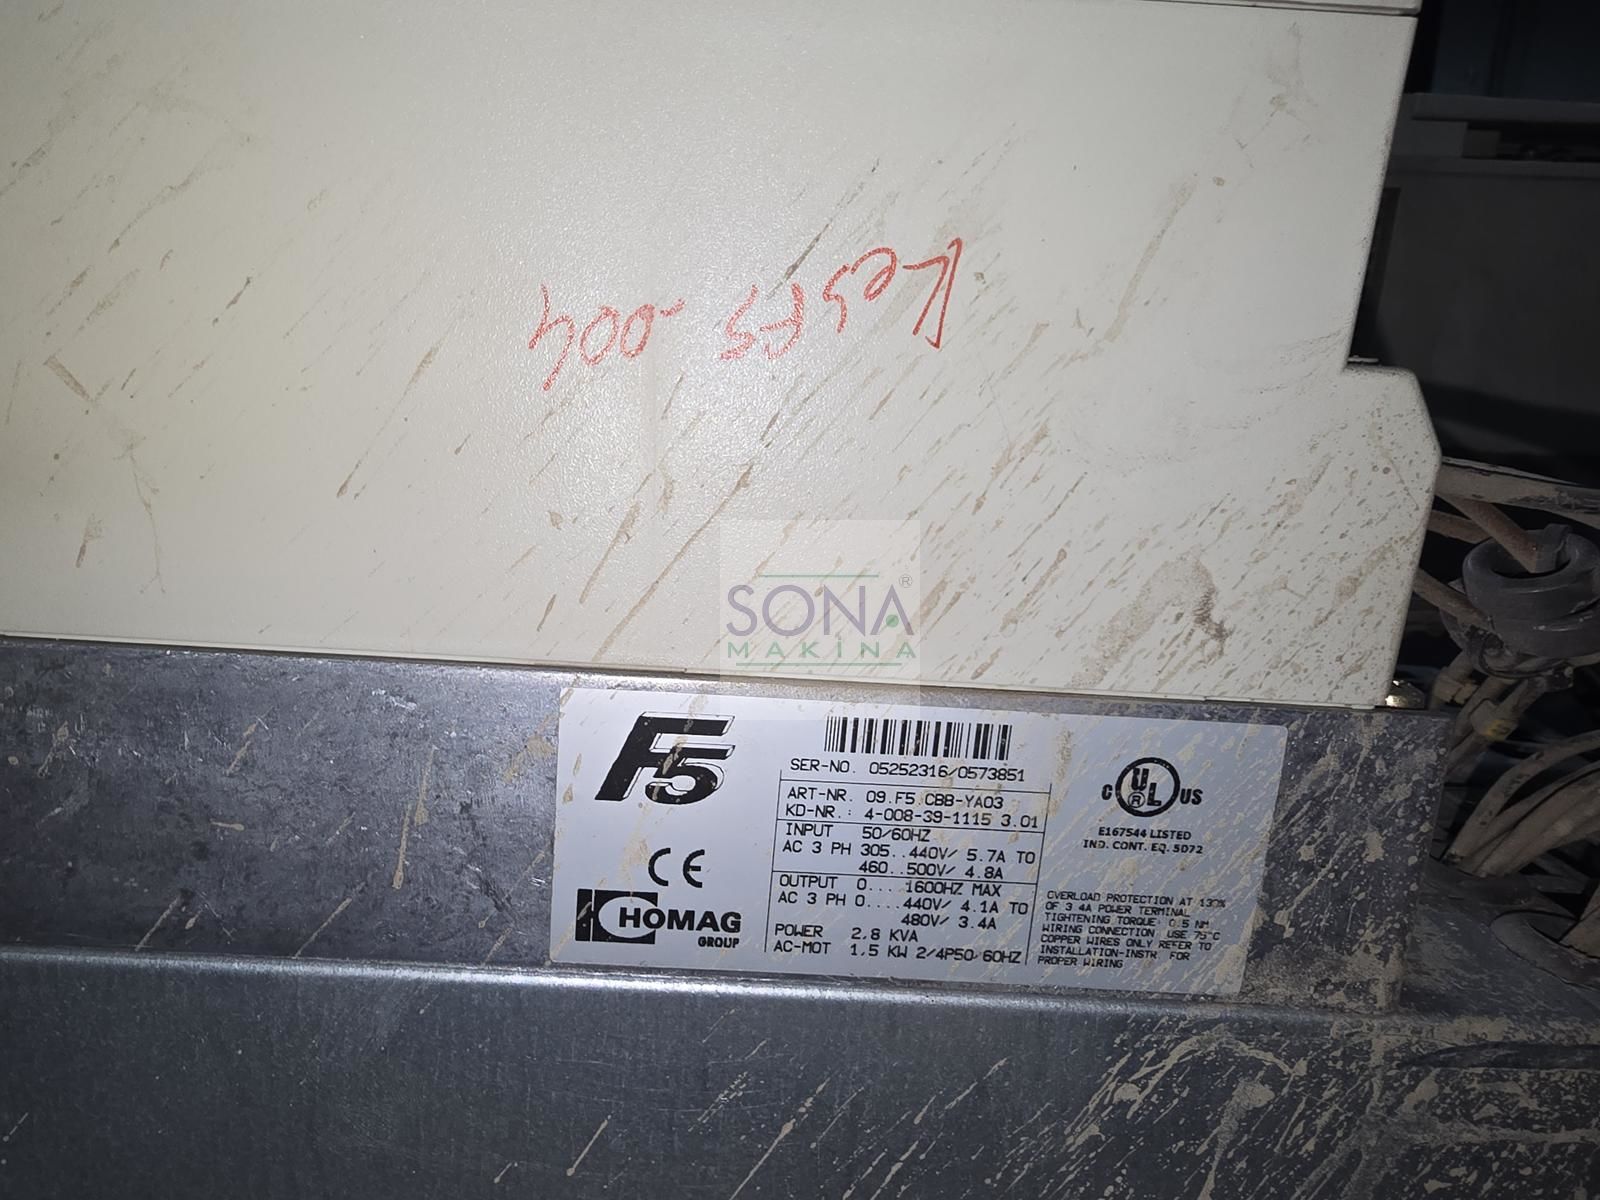 SONA®
MAKİNA
F5
SER-NO. 05252316/0573851
ART-NR. 09.F5.CBB-YA03
KD-NR.: 4-008-39-1115 3.01
INPUT 50/60HZ
AC 3 PH 305..440V/ 5.7A TO
460..500V/ 4.8A
OUTPUT 0....1600HZ MAX
AC 3 PH 0....440V/ 4.1A TO
480V/ 3.4A
POWER 2,8 KVA
AC-MOT 1,5 KW 2/4P50/60HZ
CE
HOMAG
GROUP
C UL® US
E167544 LISTED
IND. CONT. EQ. 5D72
OVERLOAD PROTECTION AT 130%
OF 3.4A POWER TERMINAL
TIGHTENING TORQUE: 0.5 NM
WIRING CONNECTION: USE 75°C
COPPER WIRES ONLY REFER TO
INSTALLATION-INSTR. FOR
PROPER WIRING